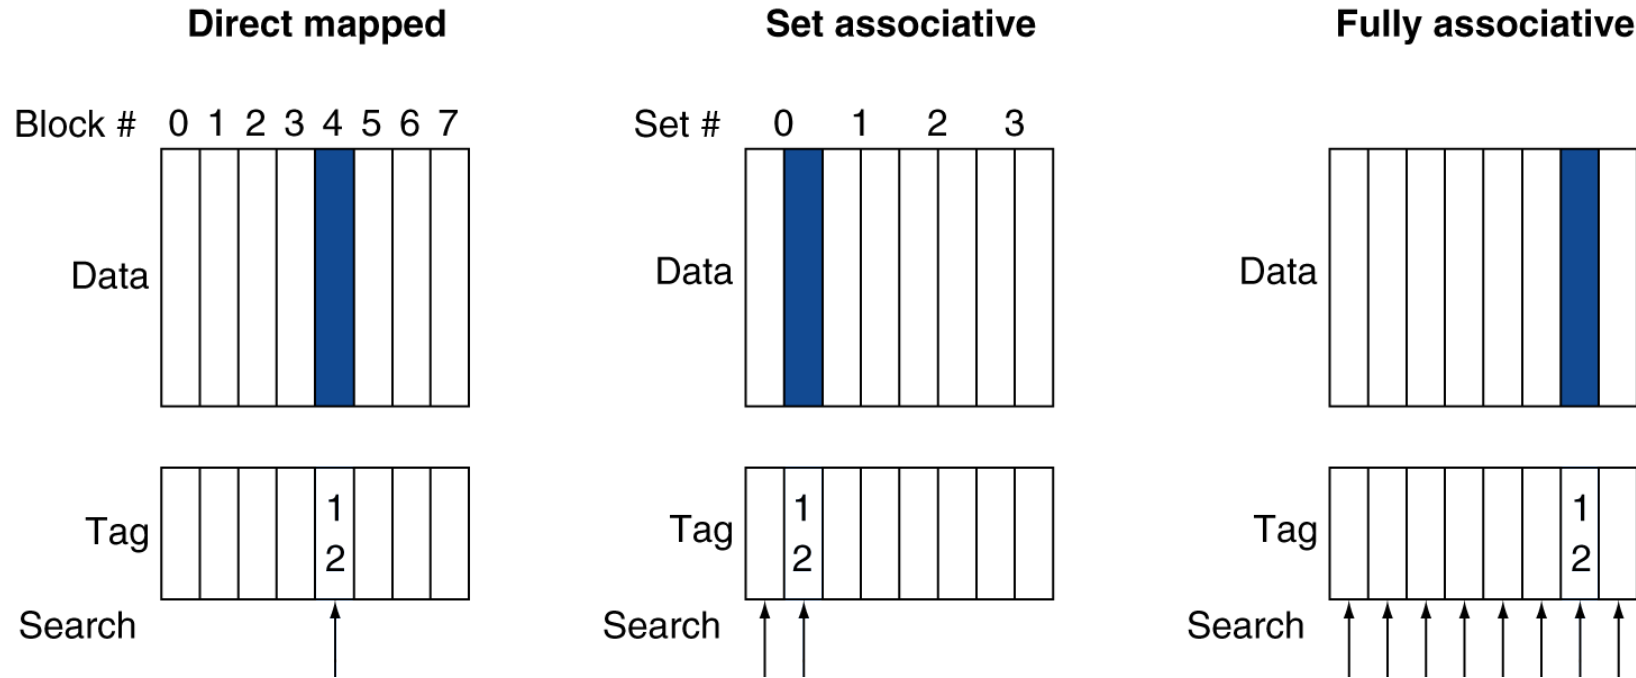 Direct mapped
Block # 0 1 2 3 4 5 6 7
Data
Tag
1
2
Search
Set associative
Set # 0 1 2 3
Data
Tag
1
2
Search
Fully associative
Data
Tag
1
2
Search